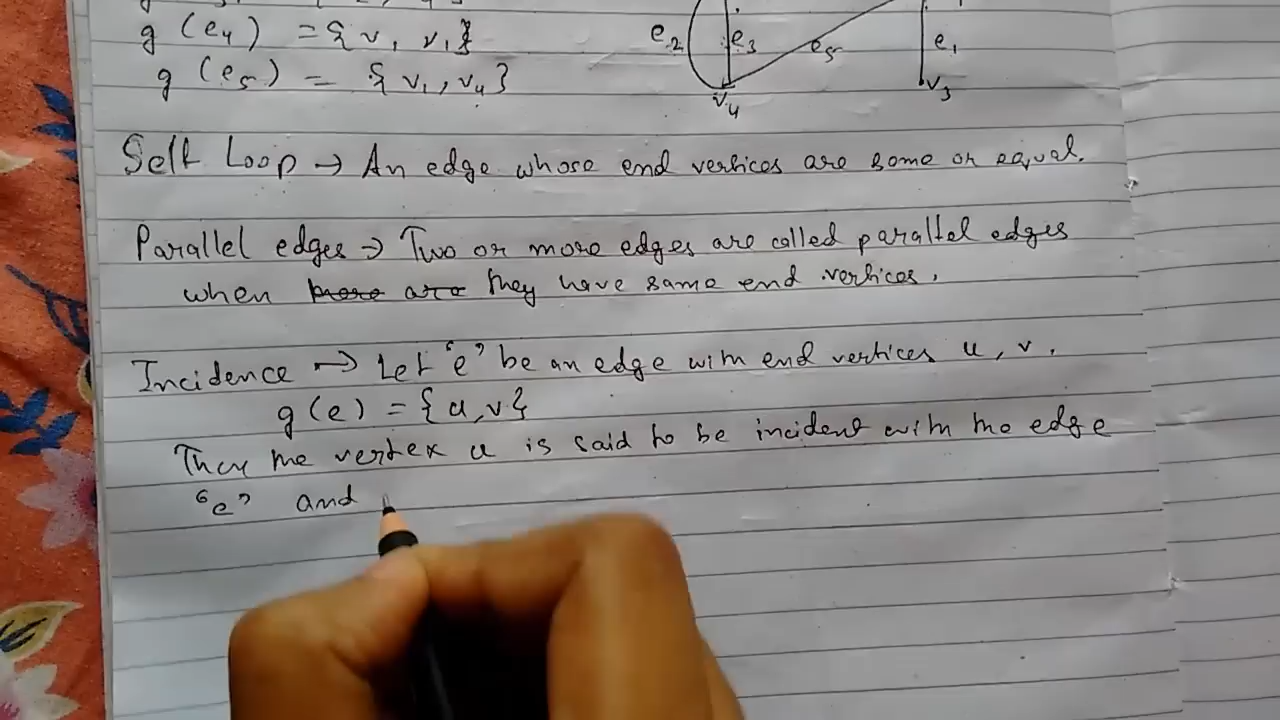 g (e4) = { v1 v1 }
g (e5) = { v1, v4 }
e2
e3
e5
e1
v4
v3
Self Loop → An edge whose end vertices are same or equal.
Parallel edges → Two or more edges are called parallel edges
when they have same end vertices.
Incidence → Let "e" be an edge with end vertices u, v.
g (e) = { u, v }
Then the vertex u is said to be incident with the edge
"e" and